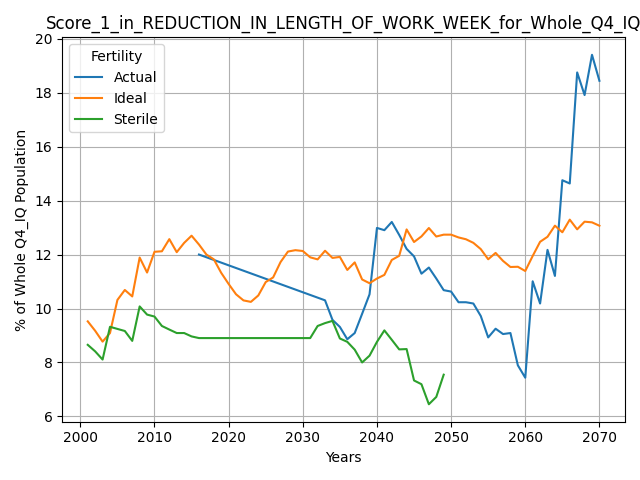 Score_1_in_REDUCTION_IN_LENGTH_OF_WORK_WEEK_for_Whole_Q4_IQ
Fertility
Actual
Ideal
Sterile
% of Whole Q4_IQ Population
20
18
16
14
12
10
8
6
2000 2010 2020 2030 2040 2050 2060 2070
Years